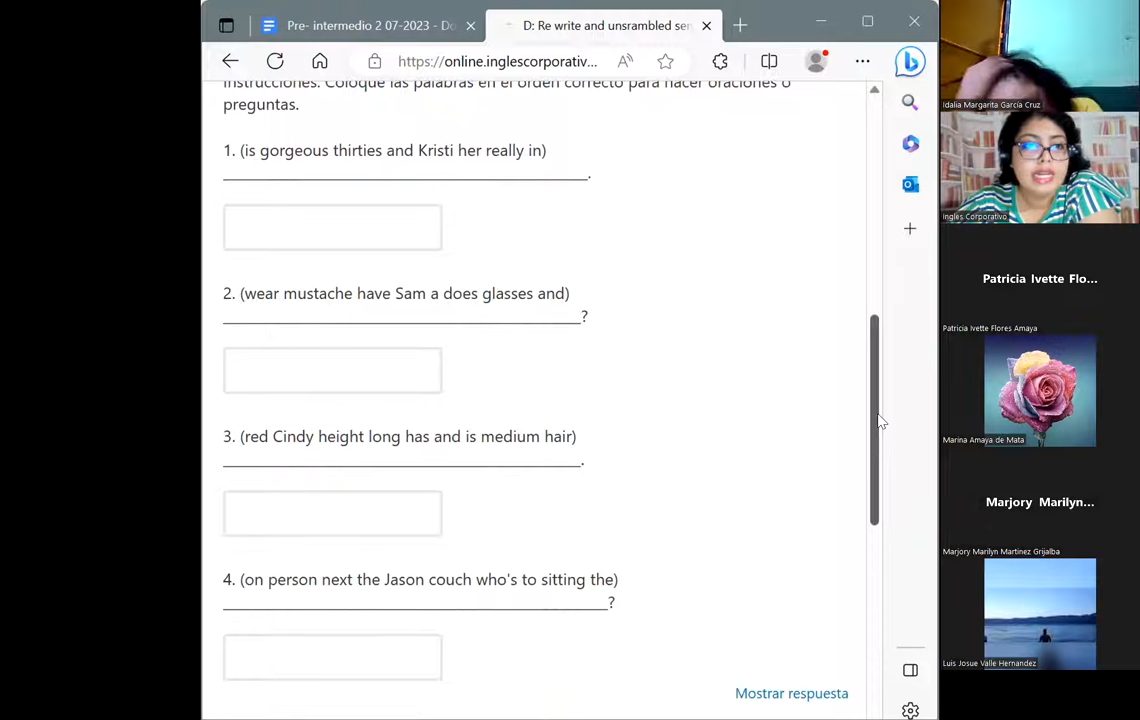 Pre- intermedio 2 07-2023 - Do
D: Re write and unsrambled sen
https://online.inglescorporativ...
instrucciones: Coloque las palabras en el orden correcto para hacer oraciones o
preguntas.
1. (is gorgeous thirties and Kristi her really in)
.
2. (wear mustache have Sam a does glasses and)
?
3. (red Cindy height long has and is medium hair)
.
4. (on person next the Jason couch who's to sitting the)
?
Mostrar respuesta
Idalia Margarita García Cruz
Ingles Corporativo
Patricia Ivette Flo...
Patricia Ivette Flores Amaya
Marina Amaya de Mata
Marjory Marilyn...
Marjory Marilyn Martinez Grijalba
Luis Josue Valle Hernandez